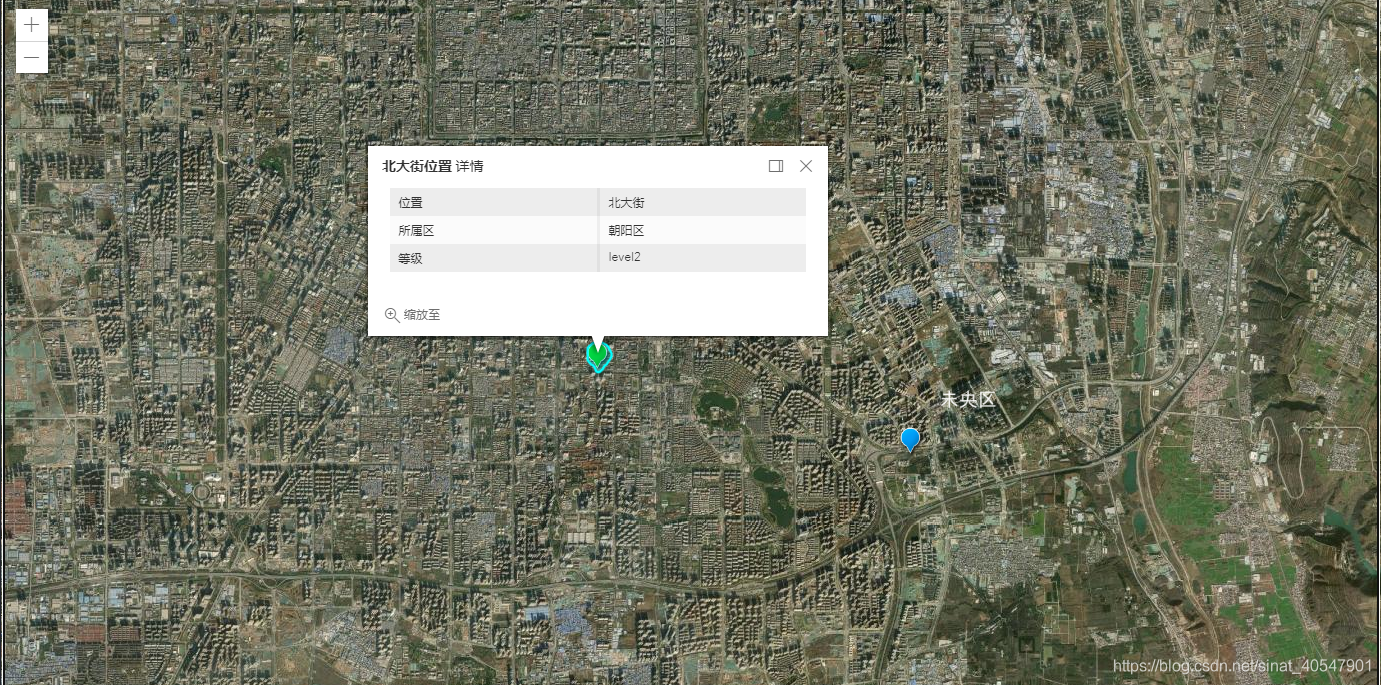 北大街位置 详情
位置 北大街
所属区 朝阳区
等级 level2
缩放至
未央区
https://blog.csdn.net/sinat_40547901